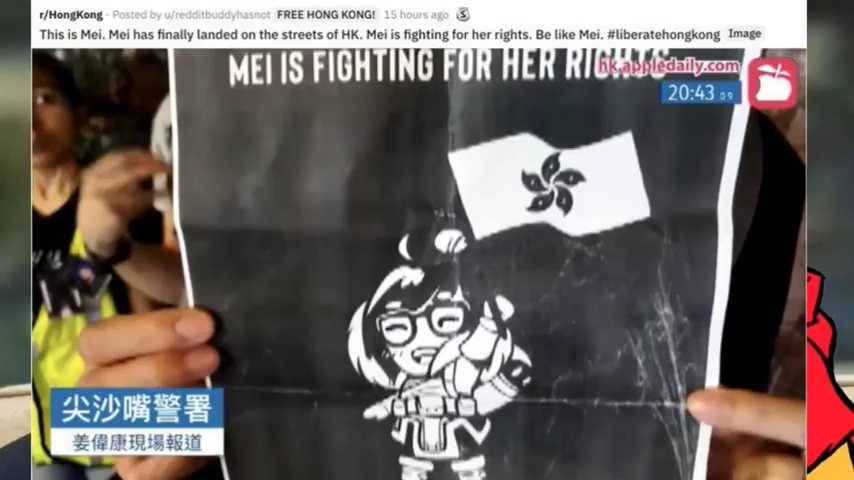 r/HongKong · Posted by u/redditbuddyhasnot FREE HONG KONG! 15 hours ago
This is Mei. Mei has finally landed on the streets of HK. Mei is fighting for her rights. Be like Mei. #liberatehongkong Image
MEI IS FIGHTING FOR HER RIGHTS
hk.appledaily.com
20:43 09
尖沙嘴警署
姜偉康現場報道